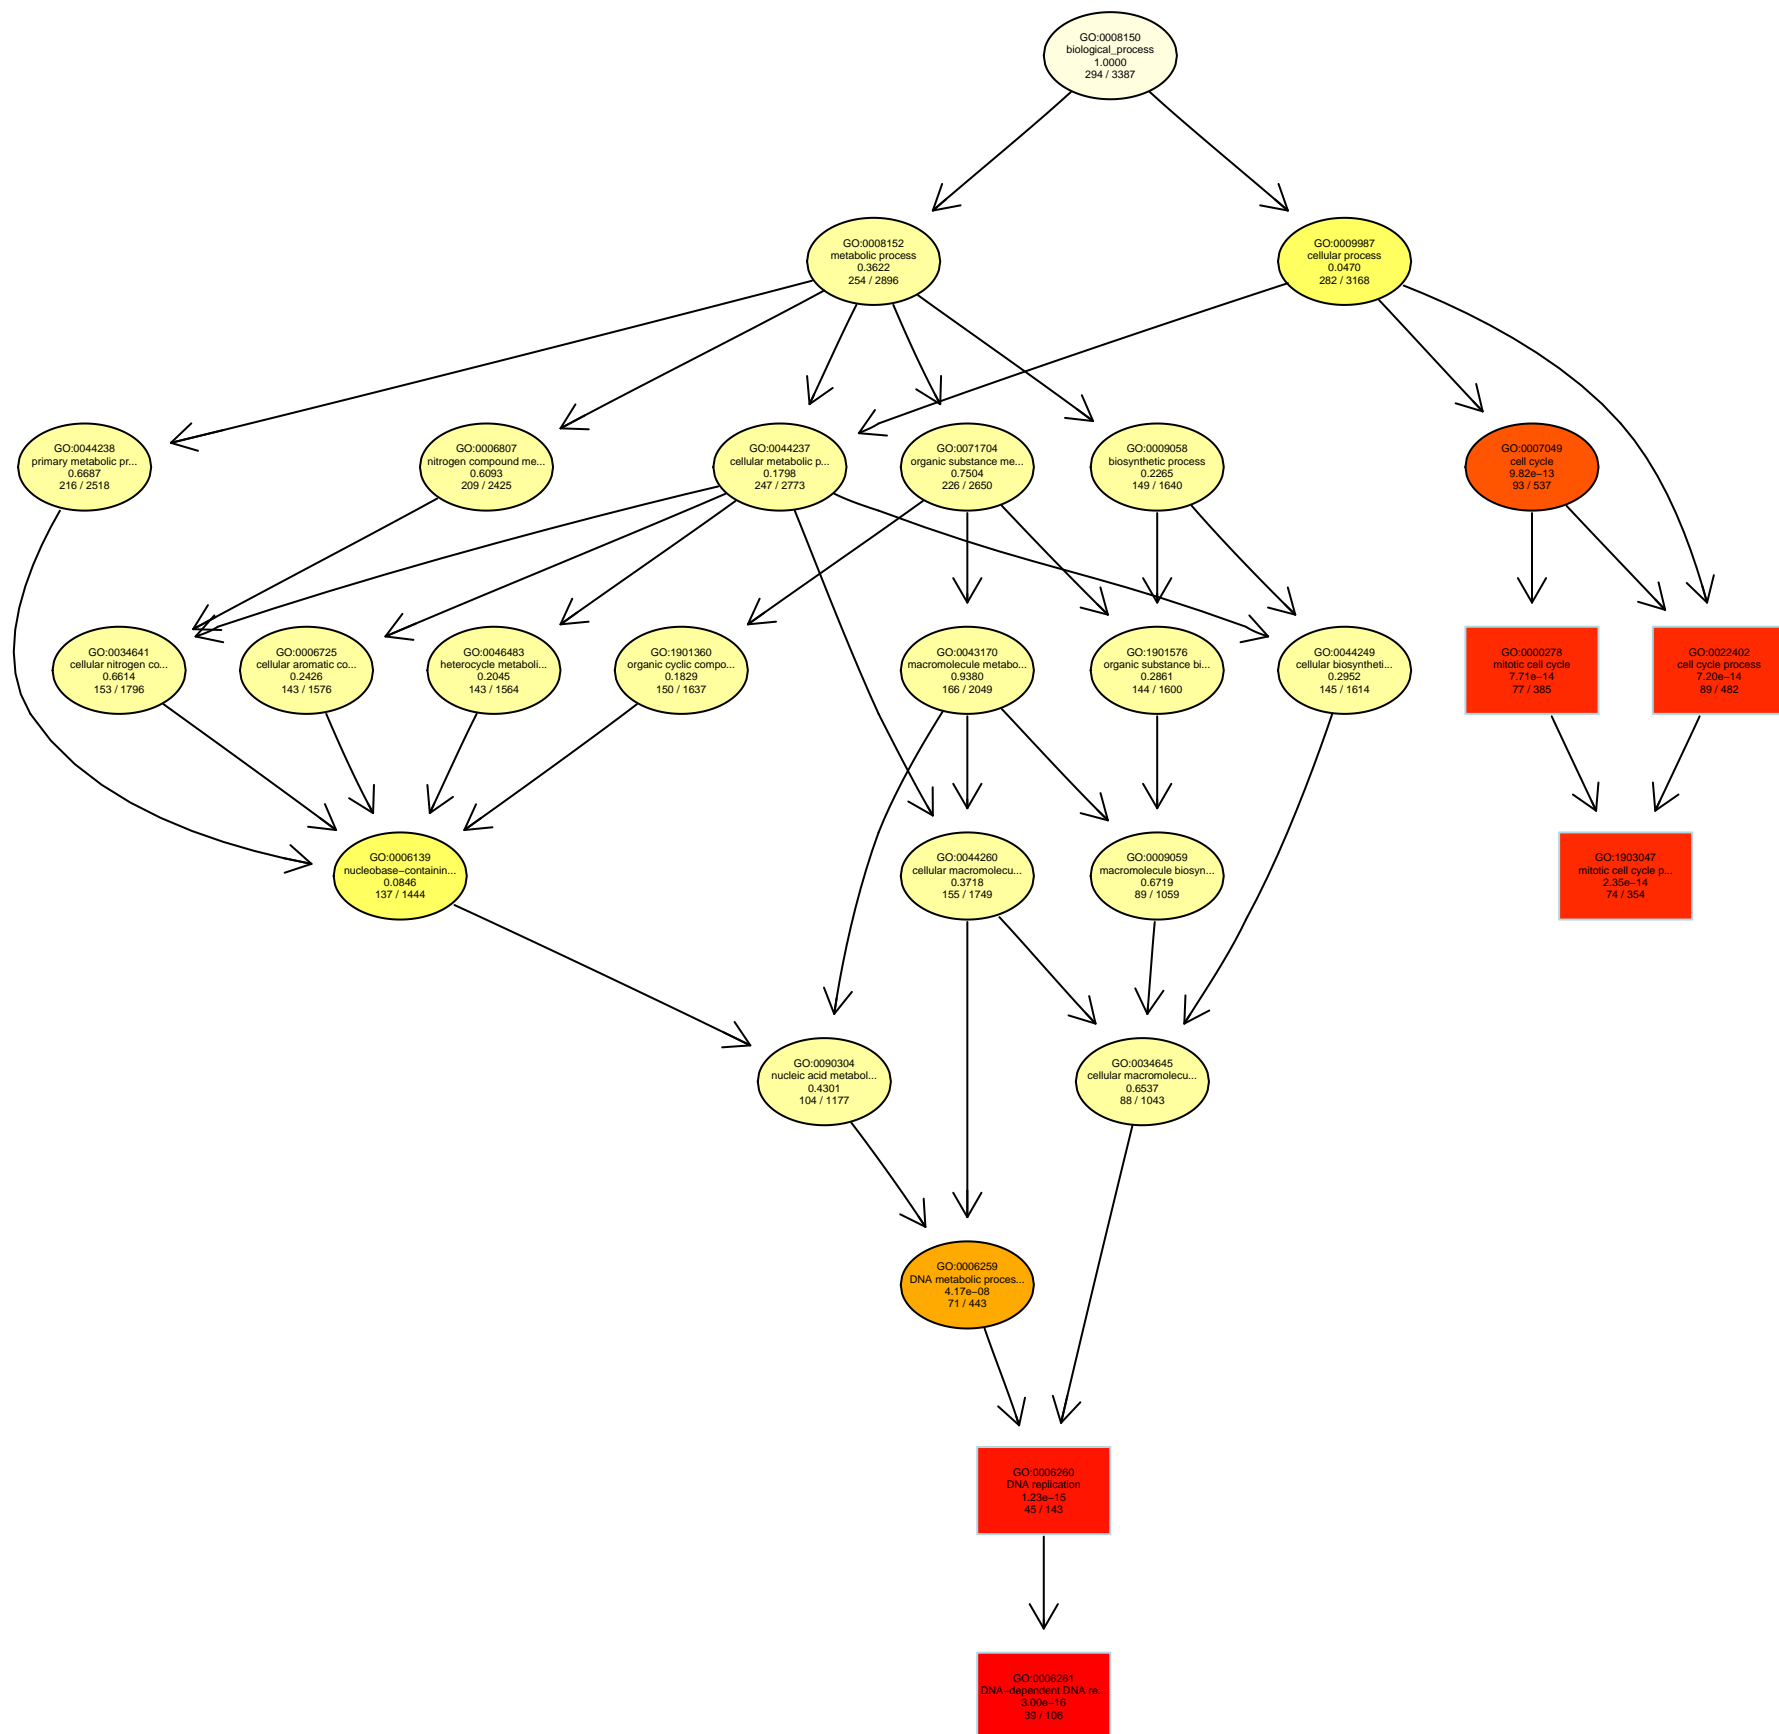 GO:0008150
biological_process
1.0000
294 / 3387
GO:0008152
metabolic process
0.3622
254 / 2896
GO:0009987
cellular process
0.0470
282 / 3168
GO:0044238
primary metabolic pr...
0.6687
216 / 2518
GO:0006807
nitrogen compound me...
0.6093
209 / 2425
GO:0044237
cellular metabolic p...
0.1798
247 / 2773
GO:0071704
organic substance me...
0.7504
226 / 2650
GO:0009058
biosynthetic process
0.2265
149 / 1640
GO:0007049
cell cycle
9.82e−13
93 / 537
GO:0034641
cellular nitrogen co...
0.6614
153 / 1796
GO:0006725
cellular aromatic co...
0.2426
143 / 1576
GO:0046483
heterocycle metaboli...
0.2045
143 / 1564
GO:1901360
organic cyclic compo...
0.1829
150 / 1637
GO:0043170
macromolecule metabo...
0.9380
166 / 2049
GO:1901576
organic substance bi...
0.2861
144 / 1600
GO:0044249
cellular biosyntheti...
0.2952
145 / 1614
GO:0000278
mitotic cell cycle
7.71e−14
77 / 385
GO:0022402
cell cycle process
7.20e−14
89 / 482
GO:0006139
nucleobase−containin...
0.0846
137 / 1444
GO:0044260
cellular macromolecu...
0.3718
155 / 1749
GO:0009059
macromolecule biosyn...
0.6719
89 / 1059
GO:1903047
mitotic cell cycle p...
2.35e−14
74 / 354
GO:0090304
nucleic acid metabol...
0.4301
104 / 1177
GO:0034645
cellular macromolecu...
0.6537
88 / 1043
GO:0006259
DNA metabolic proces...
4.17e−08
71 / 443
GO:0006260
DNA replication
1.23e−15
45 / 143
GO:0006261
DNA−dependent DNA re...
3.00e−16
39 / 106